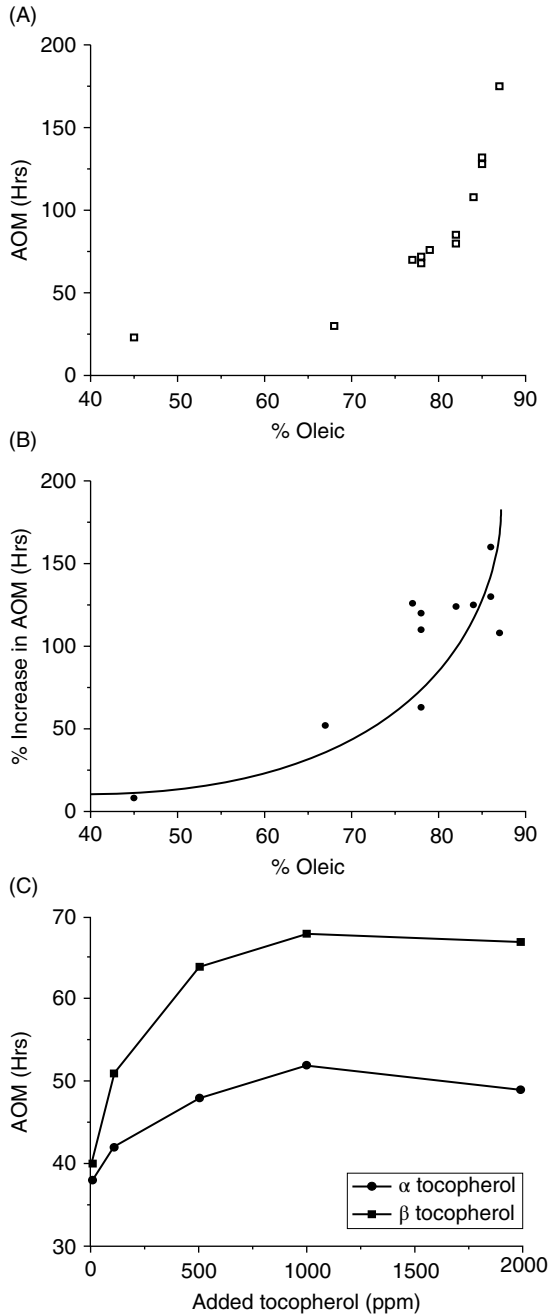 (A)
200
150
100
50
0
AOM (Hrs)
40 50 60 70 80 90
% Oleic
(B)
200
150
100
50
0
% Increase in AOM (Hrs)
40 50 60 70 80 90
% Oleic
(C)
70
60
50
40
30
AOM (Hrs)
α tocopherol
β tocopherol
0 500 1000 1500 2000
Added tocopherol (ppm)